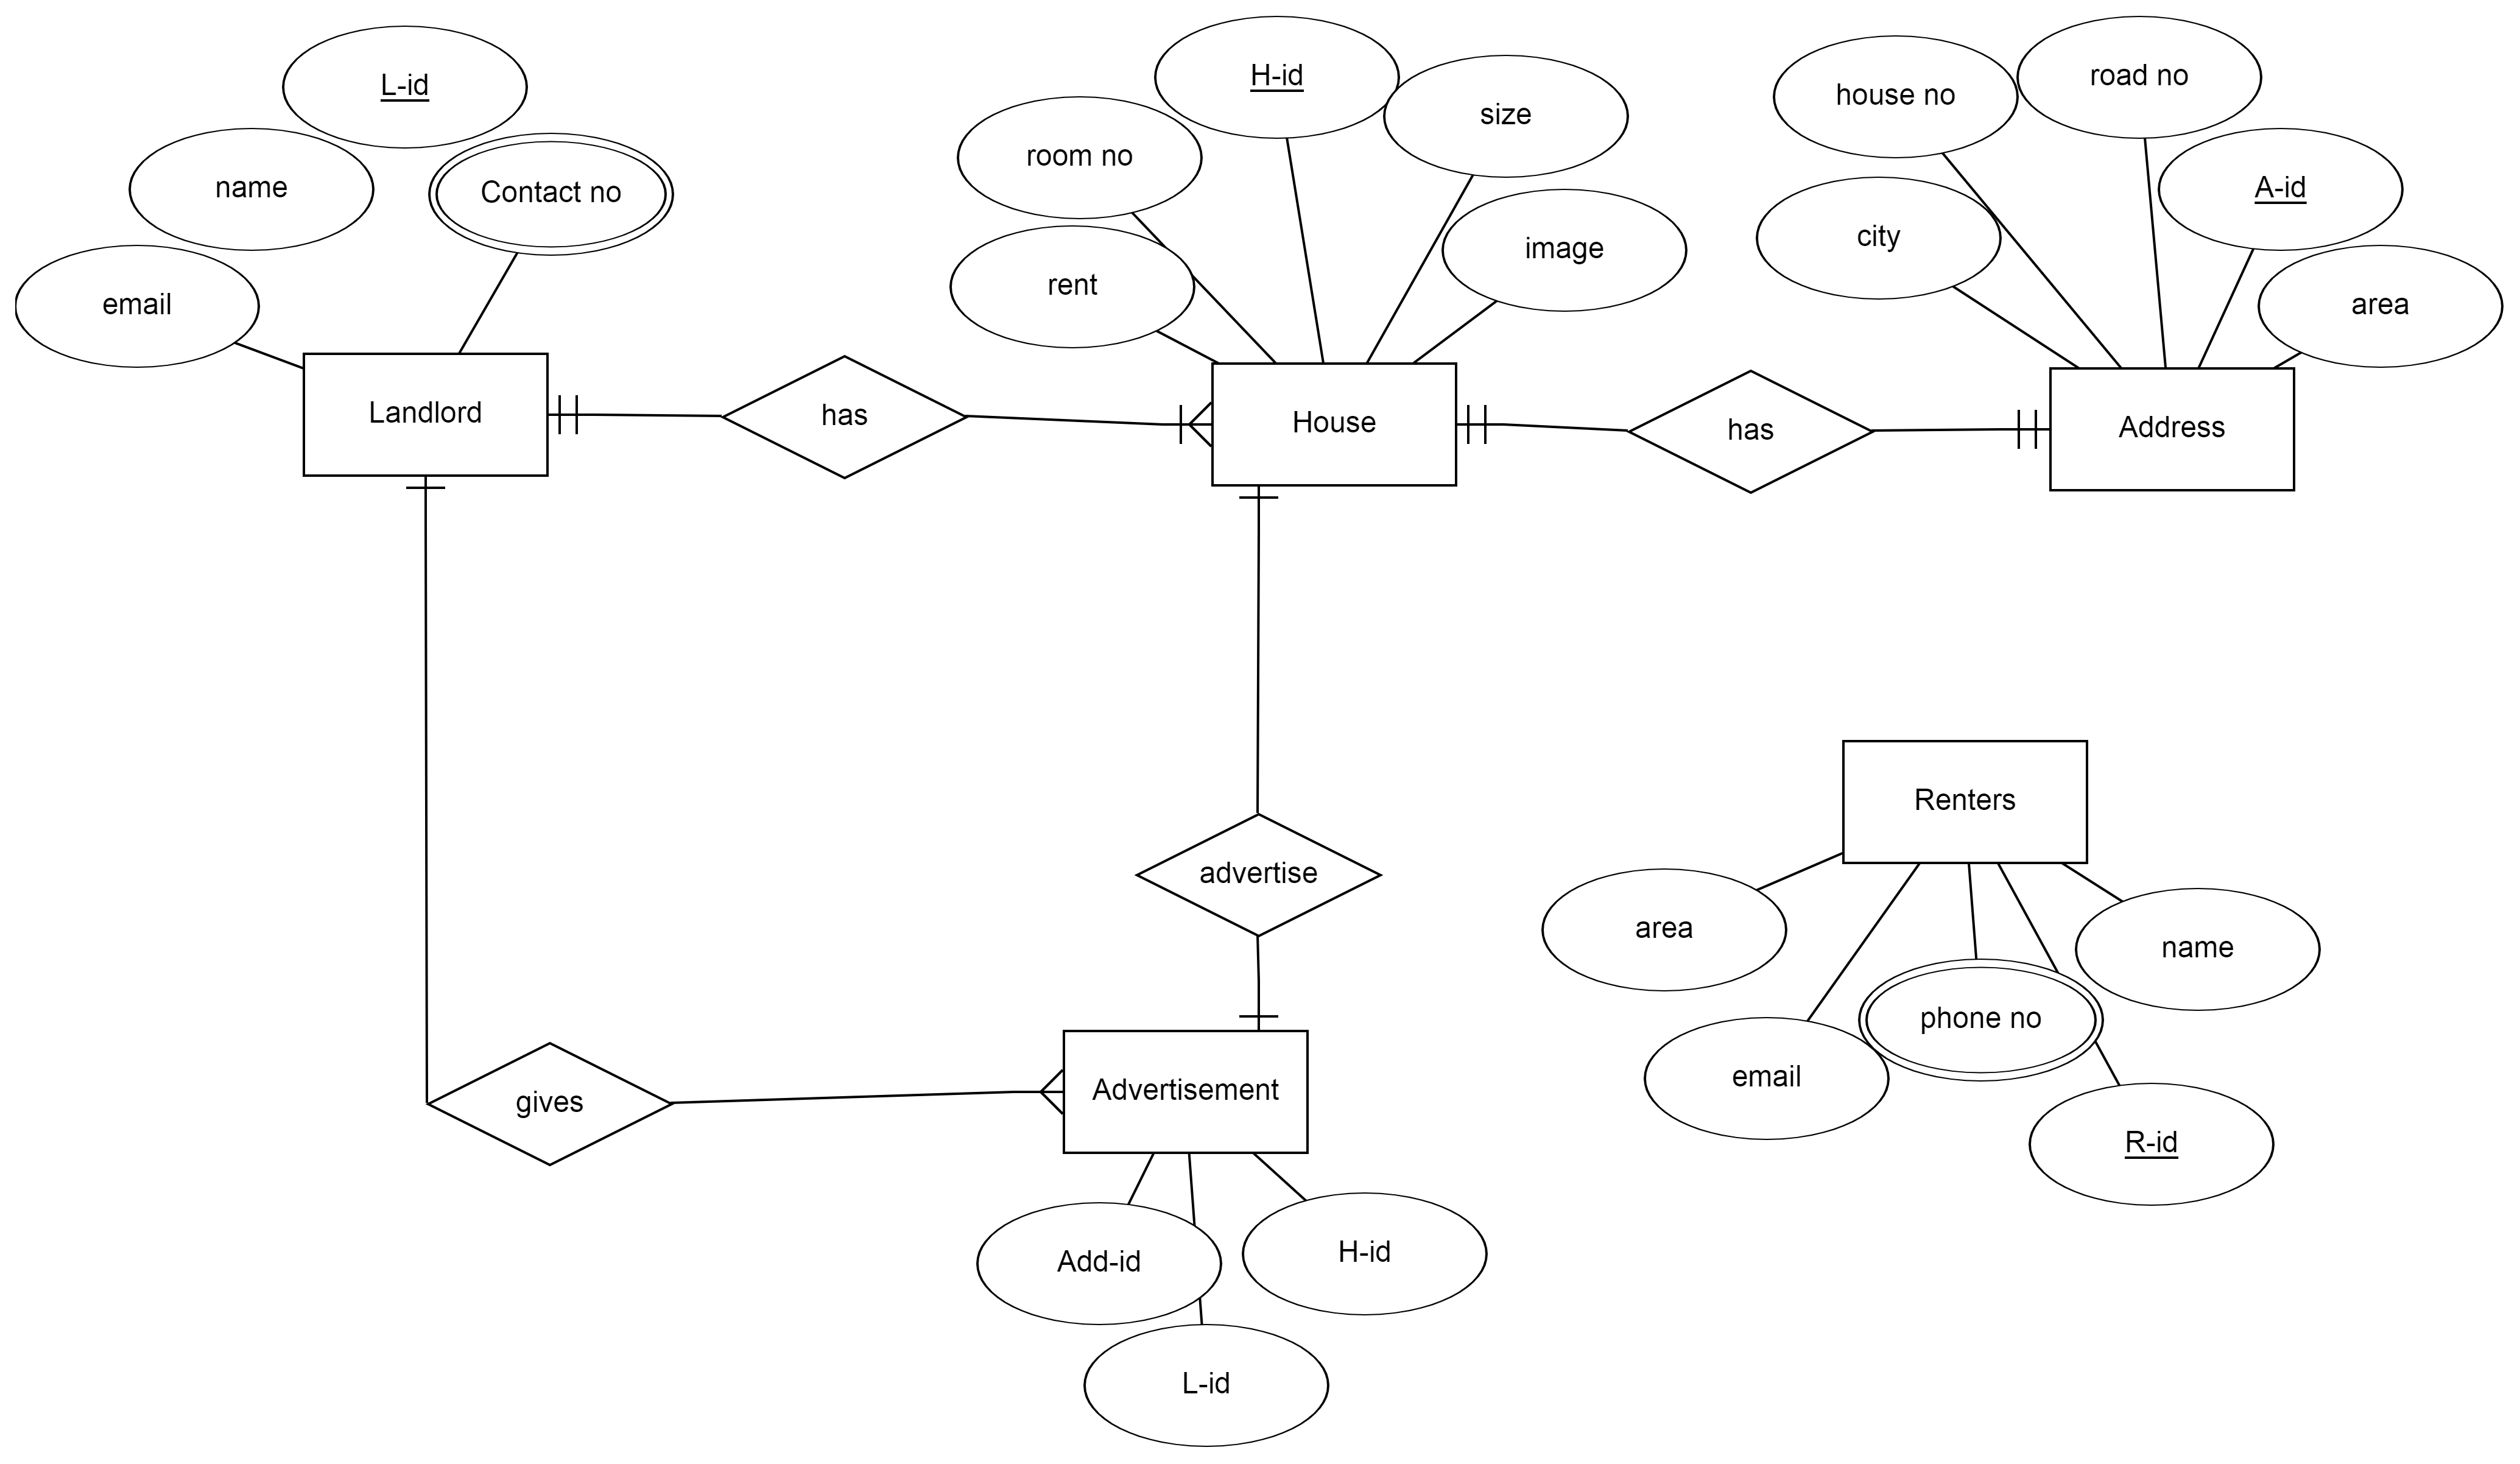 L-id
name
Contact no
email
Landlord
has
H-id
size
room no
image
rent
House
has
house no
road no
A-id
city
area
Address
Renters
area
name
email
phone no
R-id
advertise
gives
Advertisement
Add-id
H-id
L-id